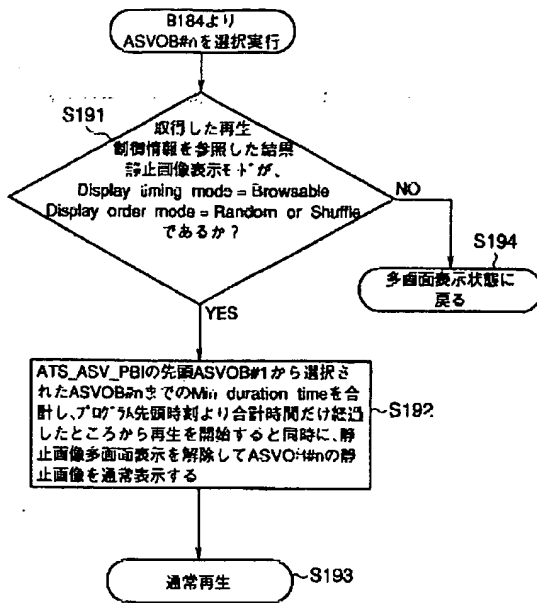 B184より
ASVOB#nを選択実行
S191
取得した再生
制御情報を参照した結果
静止画像表示モードが、
Display timing mode = Browsable
Display order mode = Random or Shuffle
であるか?
NO
S194
多画面表示状態に
戻る
YES
ATS_ASV_PBIの先頭ASVOB#1から選択さ
れたASVOB#nまでのMin duration timeを合
計し、プログラム先頭時刻より合計時間だけ経過
したところから再生を開始すると同時に、静
止画像多画面表示を解除してASVOB#nの静
止画像を通常表示する
S192
通常再生
S193